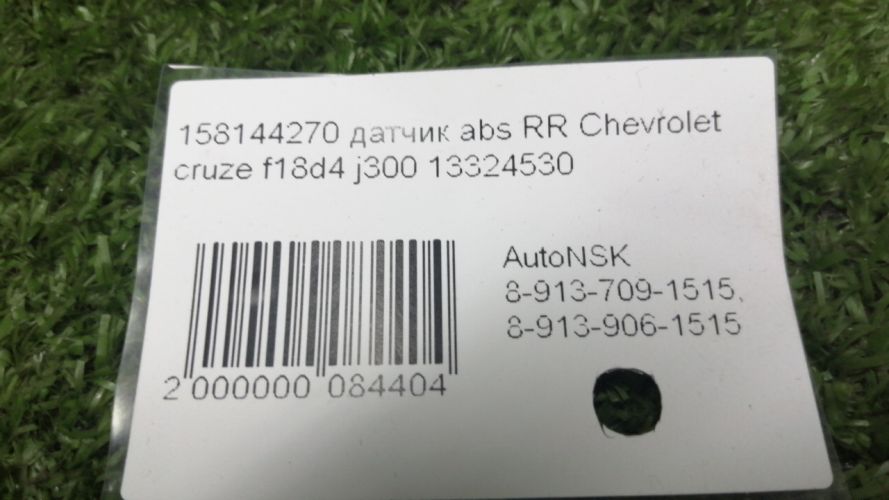 158144270 датчик abs RR Chevrolet
cruze f18d4 j300 13324530
AutoNSK
8-913-709-1515,
8-913-906-1515
2 000000 084404